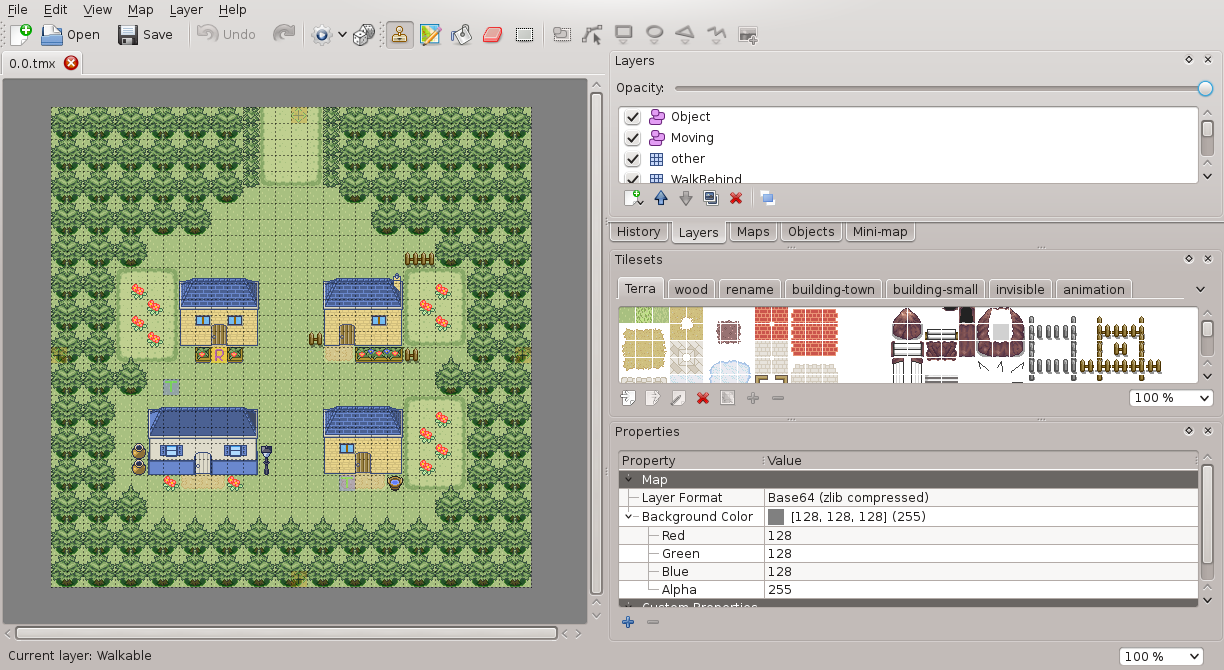 File Edit View Map Layer Help
Open Save Undo
0.0.tmx
Layers
Opacity:
Object
Moving
other
WalkBehind
History Layers Maps Objects Mini-map
Tilesets
Terra wood rename building-town building-small invisible animation
100 %
Properties
Property Value
Map
Layer Format Base64 (zlib compressed)
Background Color [128, 128, 128] (255)
Red 128
Green 128
Blue 128
Alpha 255
Custom Properties
R
Current layer: Walkable
100 %